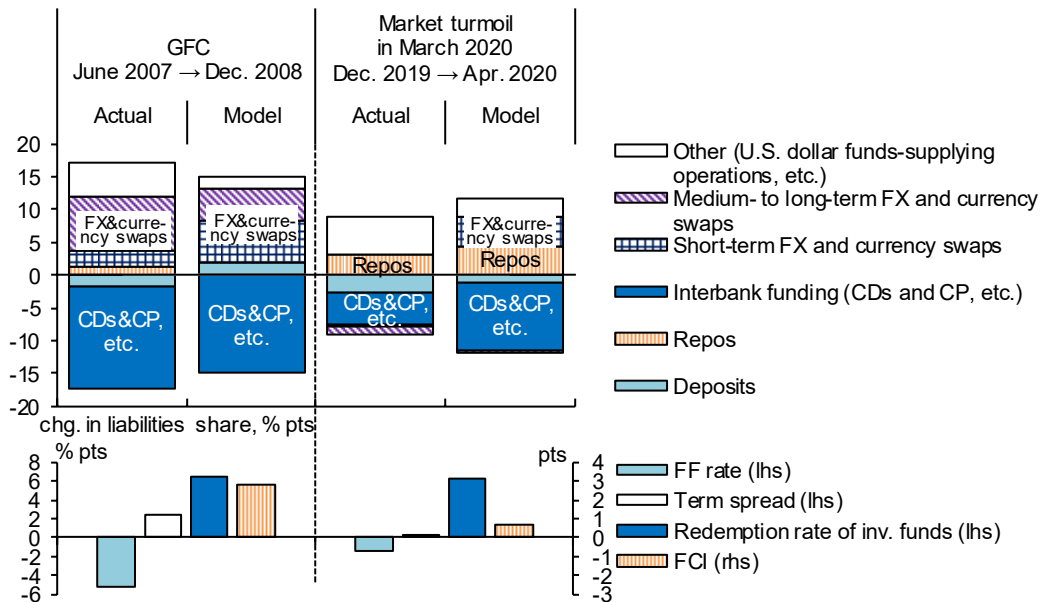 GFC
June 2007 → Dec. 2008
Market turmoil
in March 2020
Dec. 2019 → Apr. 2020
Actual
Model
Actual
Model
20
15
10
5
0
-5
-10
-15
-20
FX&curre-
ncy swaps
CDs&CP,
etc.
FX&curre-
ncy swaps
CDs&CP,
etc.
Repos
CDs&CP,
etc.
FX&curre-
ncy swaps
Repos
CDs&CP,
etc.
Other (U.S. dollar funds-supplying
operations, etc.)
Medium- to long-term FX and currency
swaps
Short-term FX and currency swaps
Interbank funding (CDs and CP, etc.)
Repos
Deposits
chg. in liabilities share, % pts
% pts
8
6
4
2
0
-2
-4
-6
pts
4
3
2
1
0
-1
-2
-3
FF rate (lhs)
Term spread (lhs)
Redemption rate of inv. funds (lhs)
FCI (rhs)